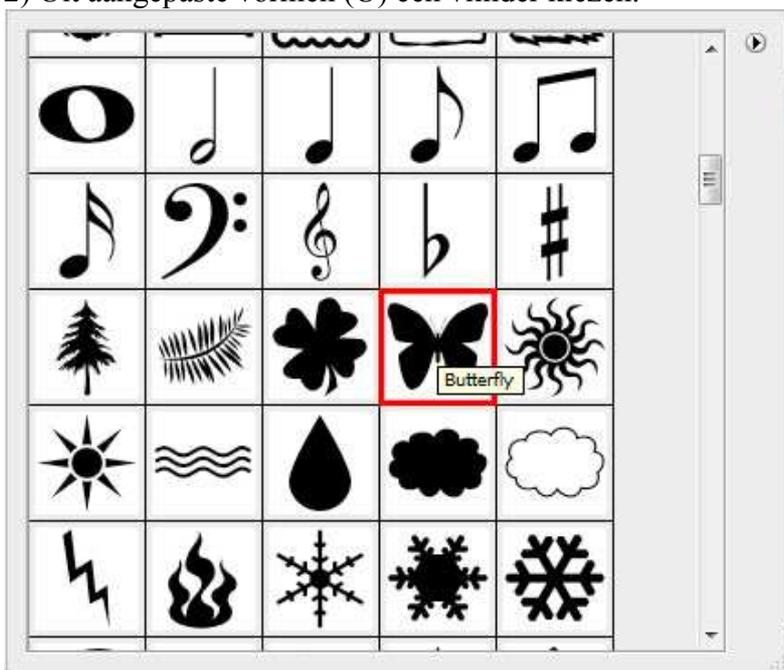 2) Uit aangepaste vormen (U) een vlinder kiezen.
Butterfly